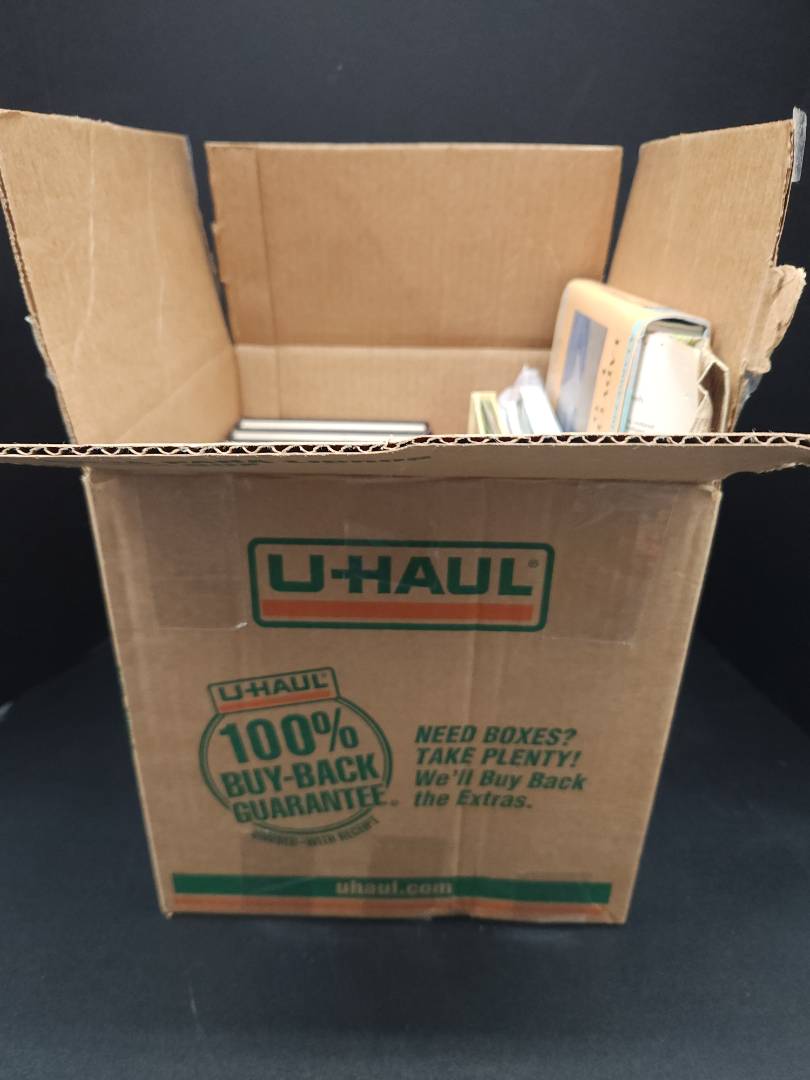 U-HAUL®
U-HAUL®
100%
BUY-BACK
GUARANTEE
NEED BOXES?
TAKE PLENTY!
We'll Buy Back
the Extras.
uhaul.com